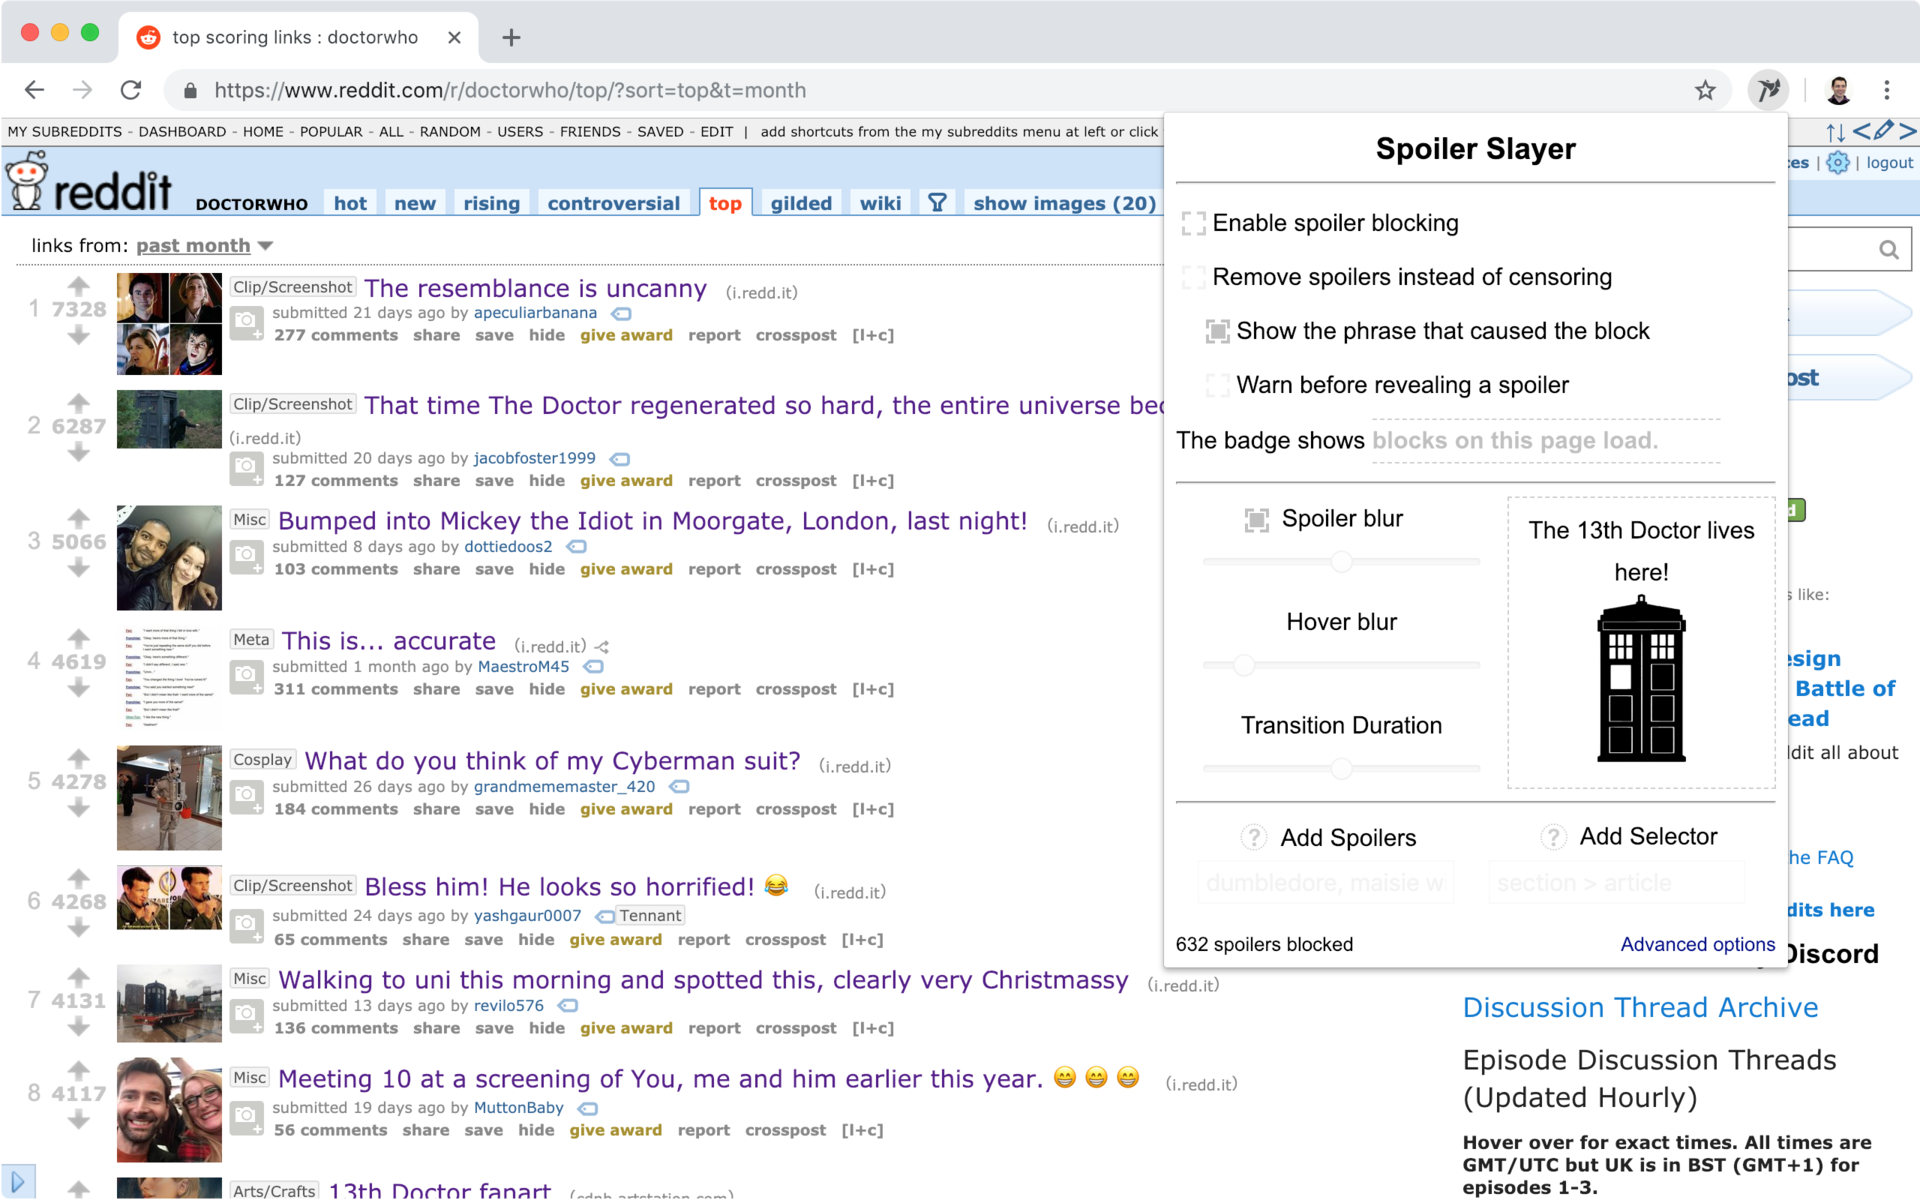 top scoring links : doctorwho
https://www.reddit.com/r/doctorwho/top/?sort=top&t=month
MY SUBREDDITS - DASHBOARD - HOME - POPULAR - ALL - RANDOM - USERS - FRIENDS - SAVED - EDIT | add shortcuts from the my subreddits menu at left or click
| logout
reddit DOCTORWHO hot new rising controversial top gilded wiki show images (20)
links from: past month
1 7328 Clip/Screenshot The resemblance is uncanny (i.redd.it)
submitted 21 days ago by apeculiarbanana
277 comments share save hide give award report crosspost [l+c]
2 6287 Clip/Screenshot That time The Doctor regenerated so hard, the entire universe
(i.redd.it)
submitted 20 days ago by jacobfoster1999
127 comments share save hide give award report crosspost [l+c]
3 5066 Misc Bumped into Mickey the Idiot in Moorgate, London, last night! (i.redd.it)
submitted 8 days ago by dottiedoos2
103 comments share save hide give award report crosspost [l+c]
4 4619 Meta This is... accurate (i.redd.it)
submitted 1 month ago by MaestroM45
311 comments share save hide give award report crosspost [l+c]
5 4278 Cosplay What do you think of my Cyberman suit? (i.redd.it)
submitted 26 days ago by grandmememaster_420
184 comments share save hide give award report crosspost [l+c]
6 4268 Clip/Screenshot Bless him! He looks so horrified! 😂 (i.redd.it)
submitted 24 days ago by yashgaur0007 Tennant
65 comments share save hide give award report crosspost [l+c]
7 4131 Misc Walking to uni this morning and spotted this, clearly very Christmassy (i.redd.it)
submitted 13 days ago by revilo576
136 comments share save hide give award report crosspost [l+c]
8 4117 Misc Meeting 10 at a screening of You, me and him earlier this year. 😁 😁 😁 (i.redd.it)
submitted 19 days ago by MuttonBaby
56 comments share save hide give award report crosspost [l+c]
Arts/Crafts 13th Doctor fanart (cdnb.artstation.com)
Spoiler Slayer
Enable spoiler blocking
Remove spoilers instead of censoring
Show the phrase that caused the block
Warn before revealing a spoiler
The badge shows blocks on this page load.
Spoiler blur
Hover blur
Transition Duration
The 13th Doctor lives
here!
? Add Spoilers
dumbledore, maisie w
? Add Selector
section > article
632 spoilers blocked
Advanced options
like:
Battle of
all about
FAQ
here
Discord
Discussion Thread Archive
Episode Discussion Threads
(Updated Hourly)
Hover over for exact times. All times are
GMT/UTC but UK is in BST (GMT+1) for
episodes 1-3.